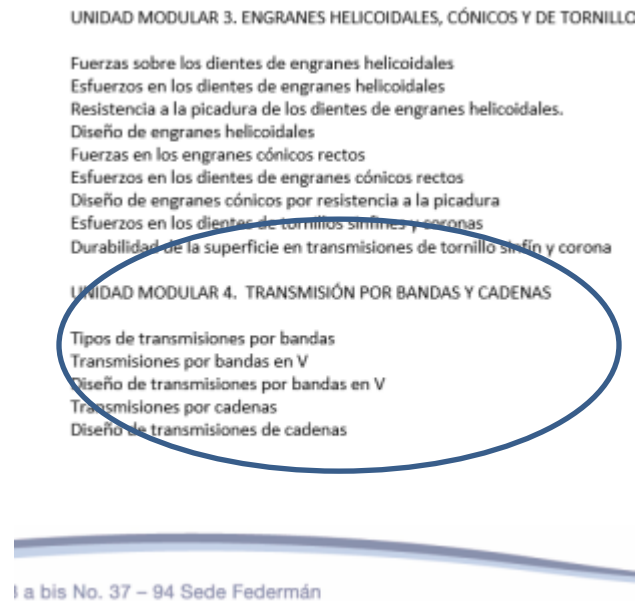 UNIDAD MODULAR 3. ENGRANES HELICOIDALES, CÓNICOS Y DE TORNILLO
Fuerzas sobre los dientes de engranes helicoidales
Esfuerzos en los dientes de engranes helicoidales
Resistencia a la picadura de los dientes de engranes helicoidales.
Diseño de engranes helicoidales
Fuerzas en los engranes cónicos rectos
Esfuerzos en los dientes de engranes cónicos rectos
Diseño de engranes cónicos por resistencia a la picadura
Esfuerzos en los dientes de tornillos sinfines y coronas
Durabilidad de la superficie en transmisiones de tornillo sinfín y corona
UNIDAD MODULAR 4. TRANSMISIÓN POR BANDAS Y CADENAS
Tipos de transmisiones por bandas
Transmisiones por bandas en V
Diseño de transmisiones por bandas en V
Transmisiones por cadenas
Diseño de transmisiones de cadenas
a bis No. 37 – 94 Sede Federmán